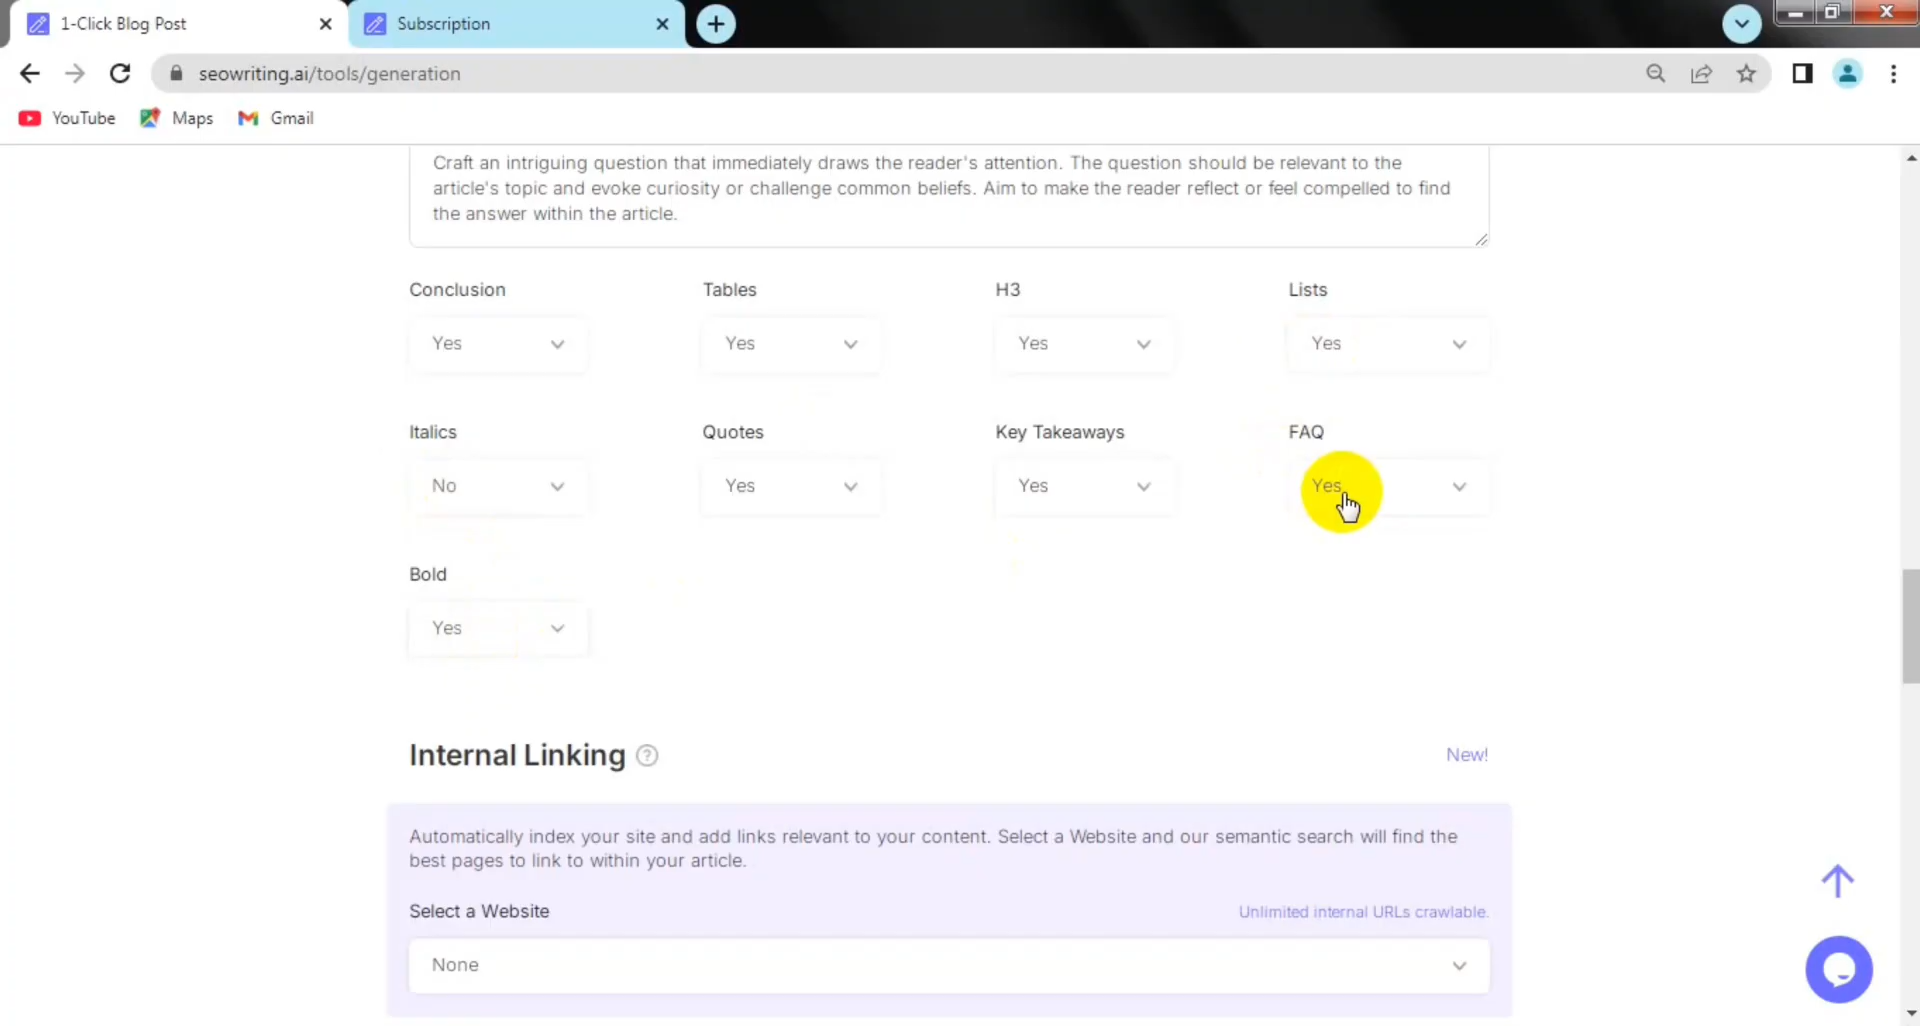 1-Click Blog Post
Subscription
seowriting.ai/tools/generation
YouTube
Maps
Gmail
Craft an intriguing question that immediately draws the reader's attention. The question should be relevant to the
article's topic and evoke curiosity or challenge common beliefs. Aim to make the reader reflect or feel compelled to find
the answer within the article.
Conclusion
Tables
H3
Lists
Yes
Yes
Yes
Yes
Italics
Quotes
Key Takeaways
FAQ
No
Yes
Yes
Yes
Bold
Yes
Internal Linking
New!
Automatically index your site and add links relevant to your content. Select a Website and our semantic search will find the
best pages to link to within your article.
Select a Website
Unlimited internal URLs crawlable.
None